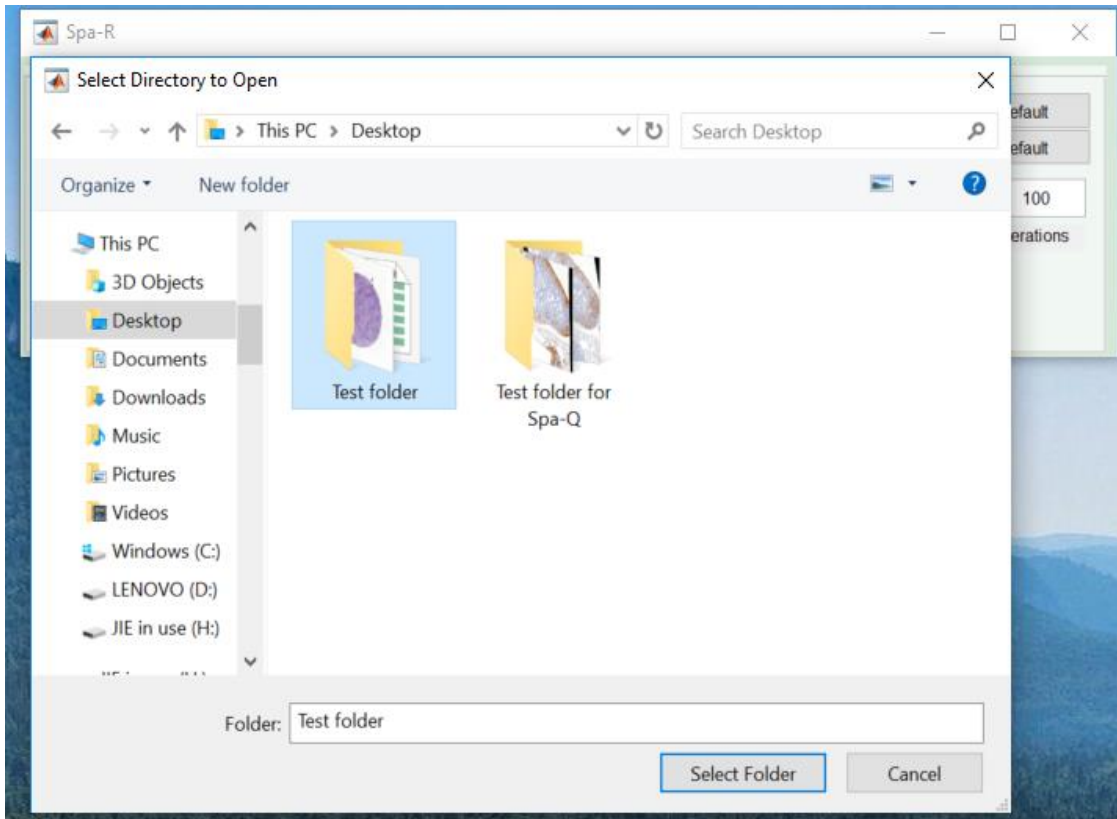 Spa-R
Select Directory to Open
This PC > Desktop
Search Desktop
efault
efault
Organize
New folder
100
erations
This PC
3D Objects
Desktop
Documents
Downloads
Music
Pictures
Videos
Windows (C:)
LENOVO (D:)
JIE in use (H:)
Test folder
Test folder for
Spa-Q
Folder: Test folder
Select Folder
Cancel